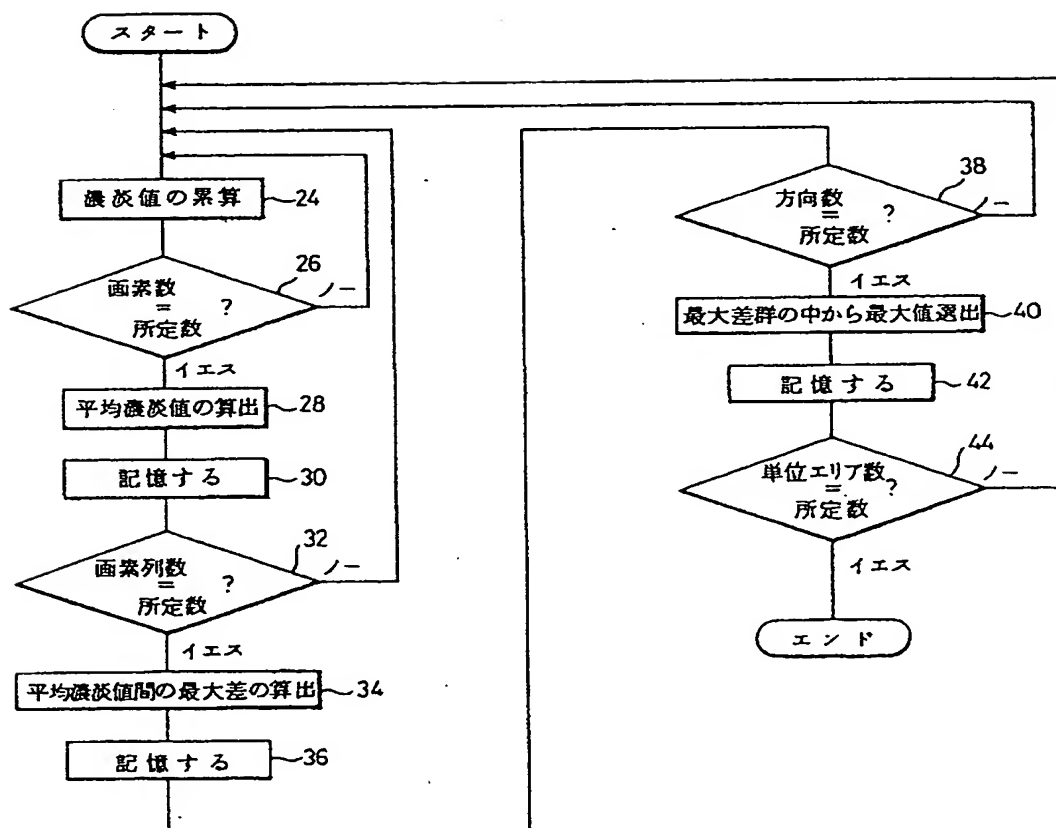 スタート
濃淡値の累算
24
画素数
=
所定数
?
26
ノー
イエス
平均濃淡値の算出
28
記憶する
30
画素列数
=
所定数
?
32
ノー
イエス
平均濃淡値間の最大差の算出
34
記憶する
36
方向数
=
所定数
?
38
ノー
イエス
最大差群の中から最大値選出
40
記憶する
42
単位エリア数
=
所定数
?
44
ノー
イエス
エンド